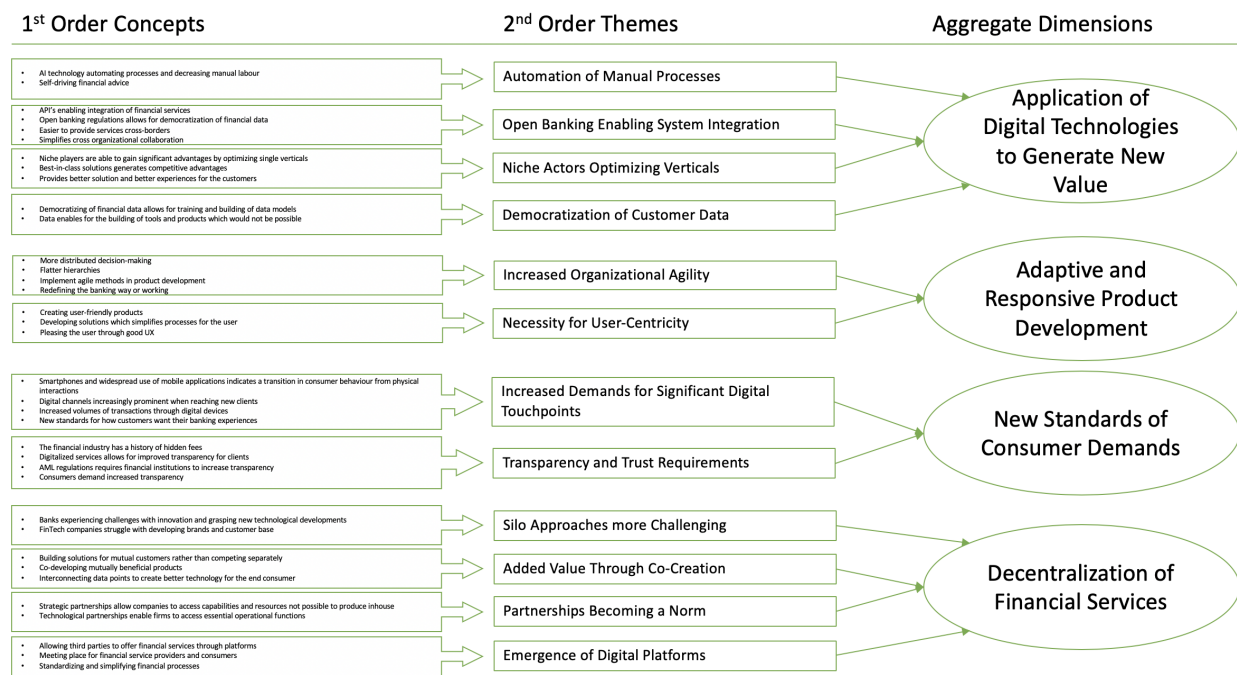 1st Order Concepts
2nd Order Themes
Aggregate Dimensions
• AI technology automating processes and decreasing manual labour
• Self-driving financial advice
Automation of Manual Processes
• API's enabling integration of financial services
• Open banking regulations allows for democratization of financial data
• Easier to provide services cross-borders
• Simplifies cross organizational collaboration
Open Banking Enabling System Integration
• Niche players are able to gain significant advantages by optimizing single verticals
• Best-in-class solutions generates competitive advantages
• Provides better solution and better experiences for the customers
Niche Actors Optimizing Verticals
• Democratizing of financial data allows for training and building of data models
• Data enables for the building of tools and products which would not be possible
Democratization of Customer Data
Application of
Digital Technologies
to Generate New
Value
• More distributed decision-making
• Flatter hierarchies
• Implement agile methods in product development
• Redefining the banking way or working
Increased Organizational Agility
• Creating user-friendly products
• Developing solutions which simplifies processes for the user
• Pleasing the user through good UX
Necessity for User-Centricity
Adaptive and
Responsive Product
Development
• Smartphones and widespread use of mobile applications indicates a transition in consumer behaviour from physical
interactions
• Digital channels increasingly prominent when reaching new clients
• Increased volumes of transactions through digital devices
• New standards for how customers want their banking experiences
Increased Demands for Significant Digital
Touchpoints
• The financial industry has a history of hidden fees
• Digitalized services allows for improved transparency for clients
• AML regulations requires financial institutions to increase transparency
• Consumers demand increased transparency
Transparency and Trust Requirements
New Standards of
Consumer Demands
• Banks experiencing challenges with innovation and grasping new technological developments
• FinTech companies struggle with developing brands and customer base
Silo Approaches more Challenging
• Building solutions for mutual customers rather than competing separately
• Co-developing mutually beneficial products
• Interconnecting data points to create better technology for the end consumer
Added Value Through Co-Creation
• Strategic partnerships allow companies to access capabilities and resources not possible to produce inhouse
• Technological partnerships enable firms to access essential operational functions
Partnerships Becoming a Norm
• Allowing third parties to offer financial services through platforms
• Meeting place for financial service providers and consumers
• Standardizing and simplifying financial processes
Emergence of Digital Platforms
Decentralization of
Financial Services